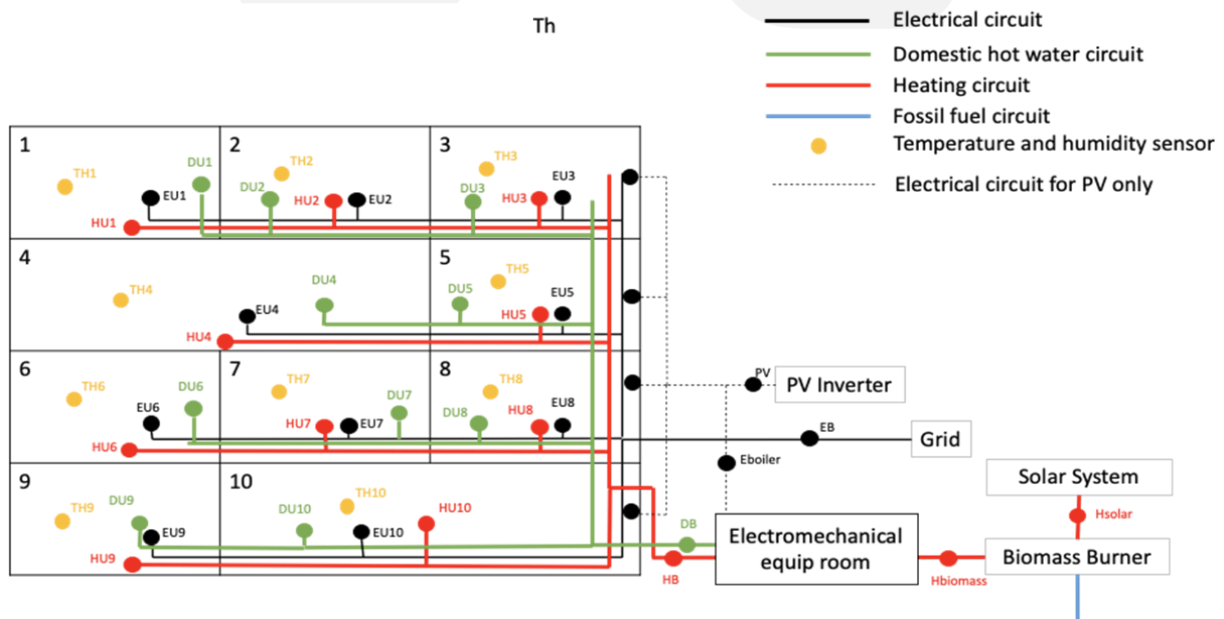 Th
Electrical circuit
Domestic hot water circuit
Heating circuit
Fossil fuel circuit
Temperature and humidity sensor
Electrical circuit for PV only
1
TH1
DU1
EU1
HU1
2
TH2
DU2
HU2
EU2
3
TH3
DU3
HU3
EU3
4
TH4
DU4
EU4
HU4
5
TH5
DU5
HU5
EU5
6
TH6
DU6
EU6
HU6
7
TH7
DU7
HU7
EU7
8
TH8
DU8
HU8
EU8
9
TH9
DU9
EU9
HU9
10
TH10
DU10
EU10
HU10
PV
PV Inverter
EB
Grid
Eboiler
Solar System
Hsolar
DB
Electromechanical
equip room
Biomass Burner
HB
Hbiomass